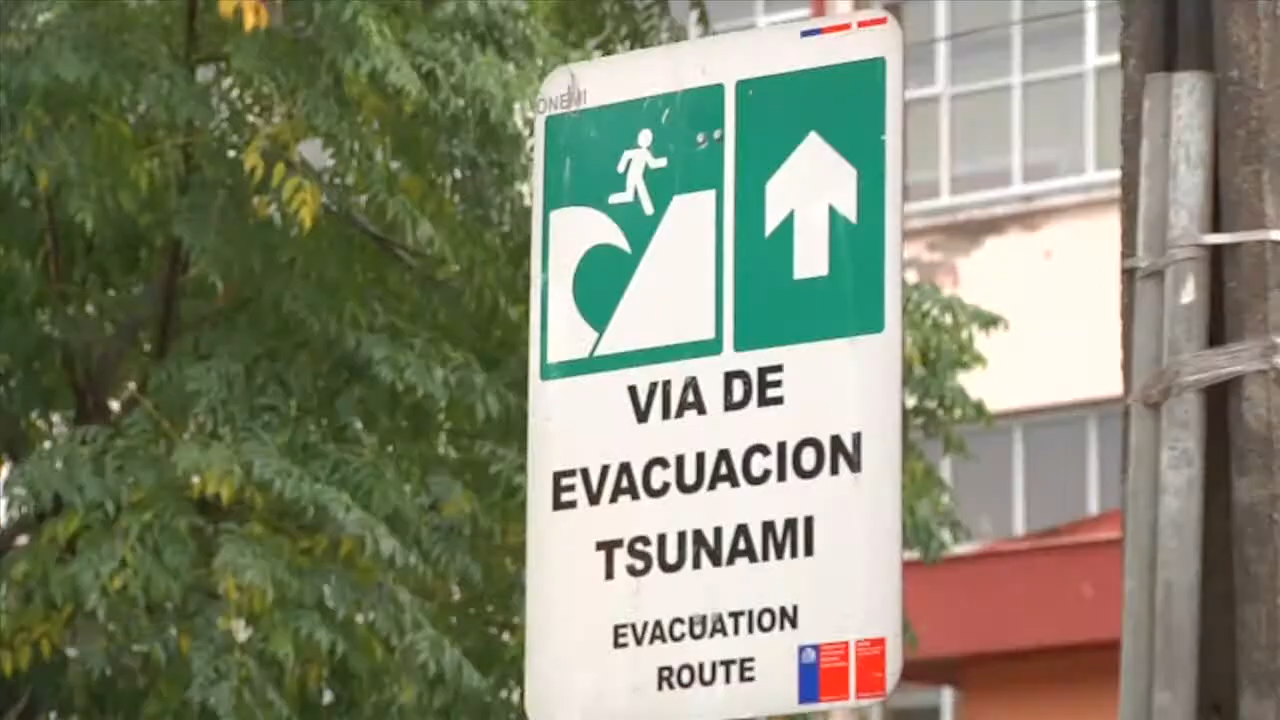 ONEMI
VIA DE
EVACUACION
TSUNAMI
EVACUATION
ROUTE